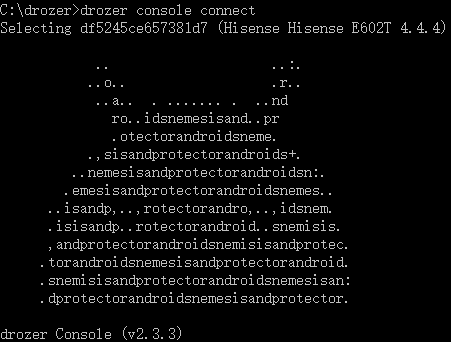 C:\drozer>drozer console connect
Selecting df5245ce657381d7 (Hisense Hisense E602T 4.4.4)
.. ..:.
..o.. .r..
..a.. . ....... . ..nd
ro..idsnemesisand..pr
.otectorandroidsneme.
.,sisandprotectorandroids+.
..nemesisandprotectorandroidsn:.
.emesisandprotectorandroidsnemes..
..isandp,..,rotectorandro,..,idsnem.
.isisandp..rotectorandroid..snemisis.
,andprotectorandroidsnemisisandprotec.
.torandroidsnemesisandprotectorandroid.
.snemisisandprotectorandroidsnemesisan:
.dprotectorandroidsnemesisandprotector.
drozer Console (v2.3.3)